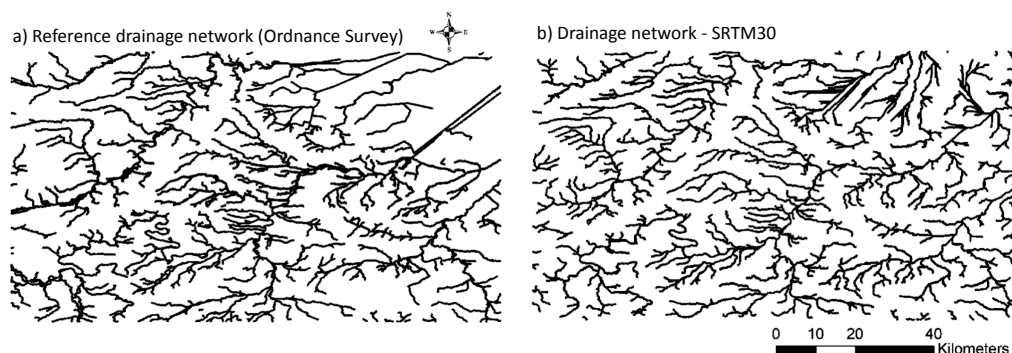 a) Reference drainage network (Ordnance Survey)
N
W E
S
b) Drainage network - SRTM30
0 10 20 40
Kilometers